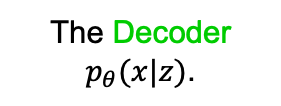 The Decoder
pθ(x|z).